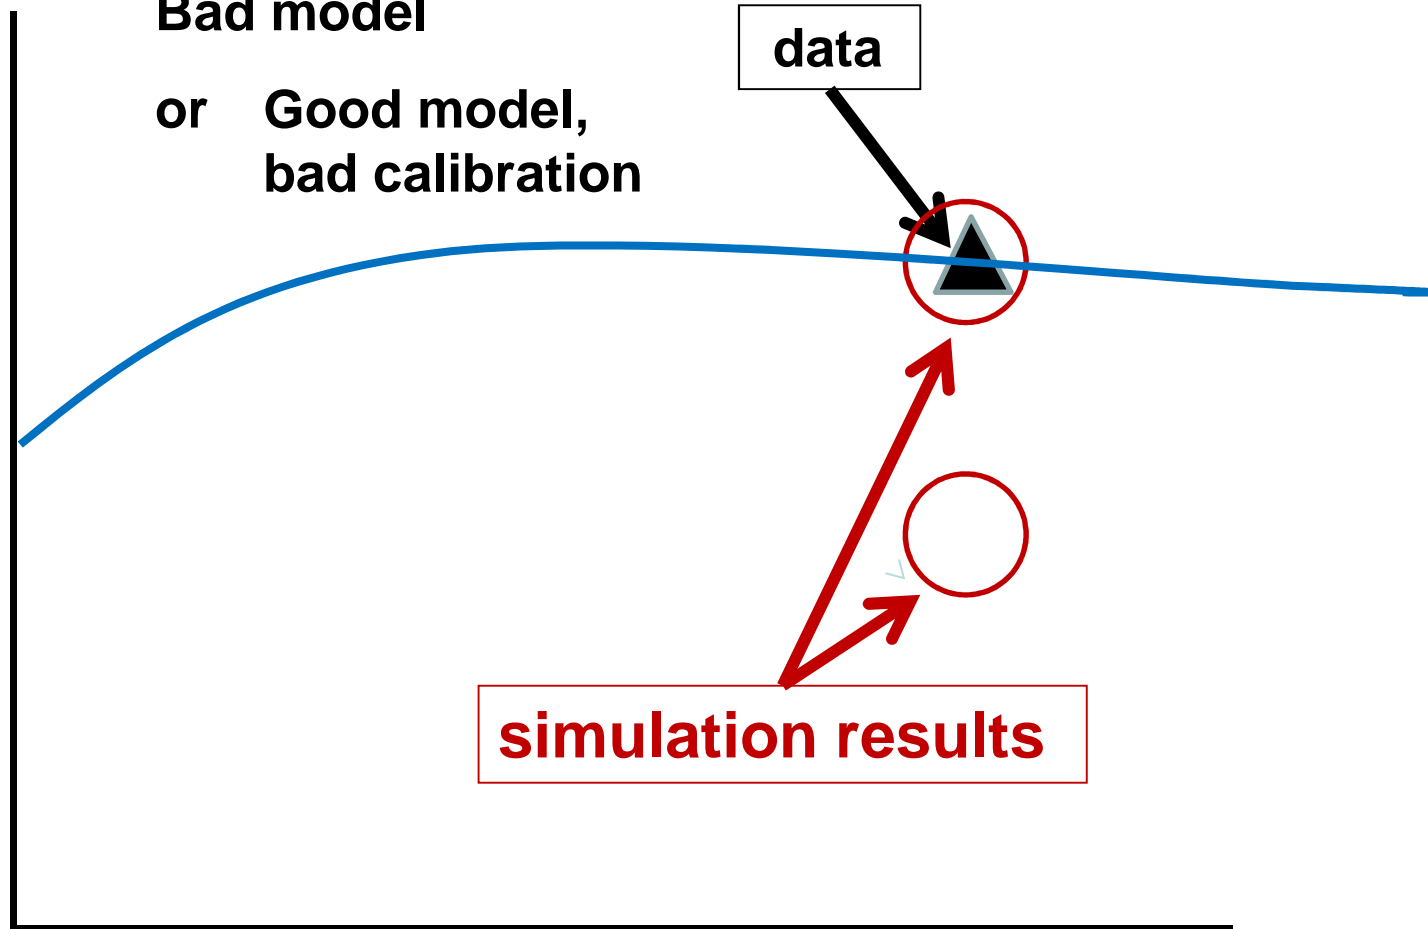 Bad model
or Good model,
bad calibration
data
simulation results